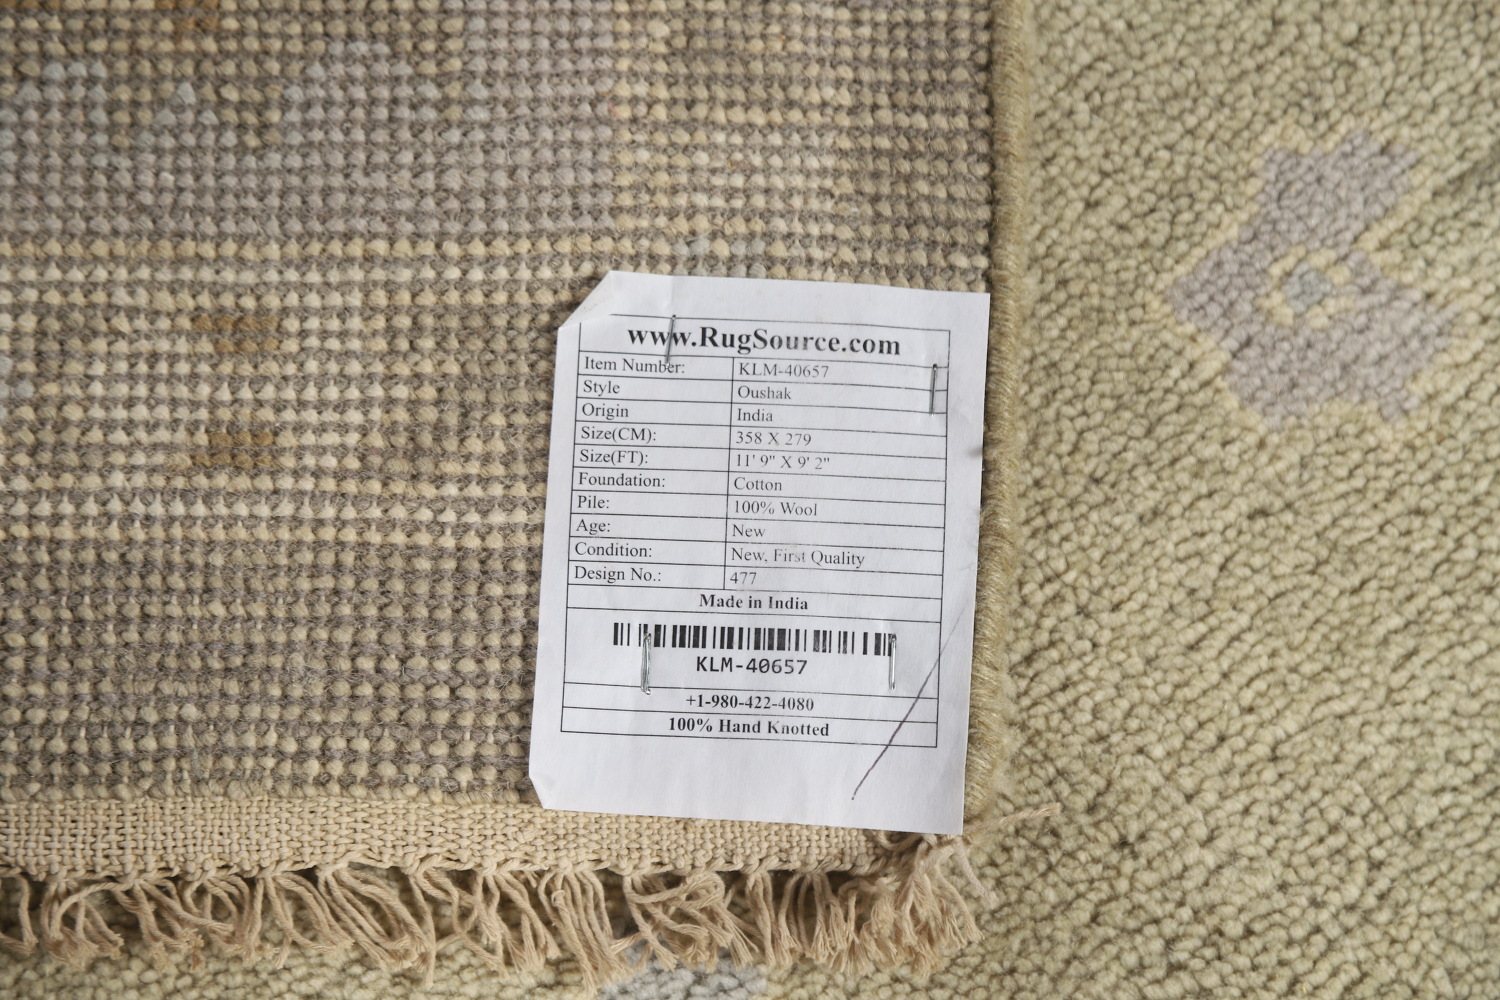 www.RugSource.com
Item Number: KLM-40657
Style Oushak
Origin India
Size(CM): 358 X 279
Size(FT): 11' 9" X 9' 2"
Foundation: Cotton
Pile: 100% Wool
Age: New
Condition: New, First Quality
Design No.: 477
Made in India
KLM-40657
+1-980-422-4080
100% Hand Knotted